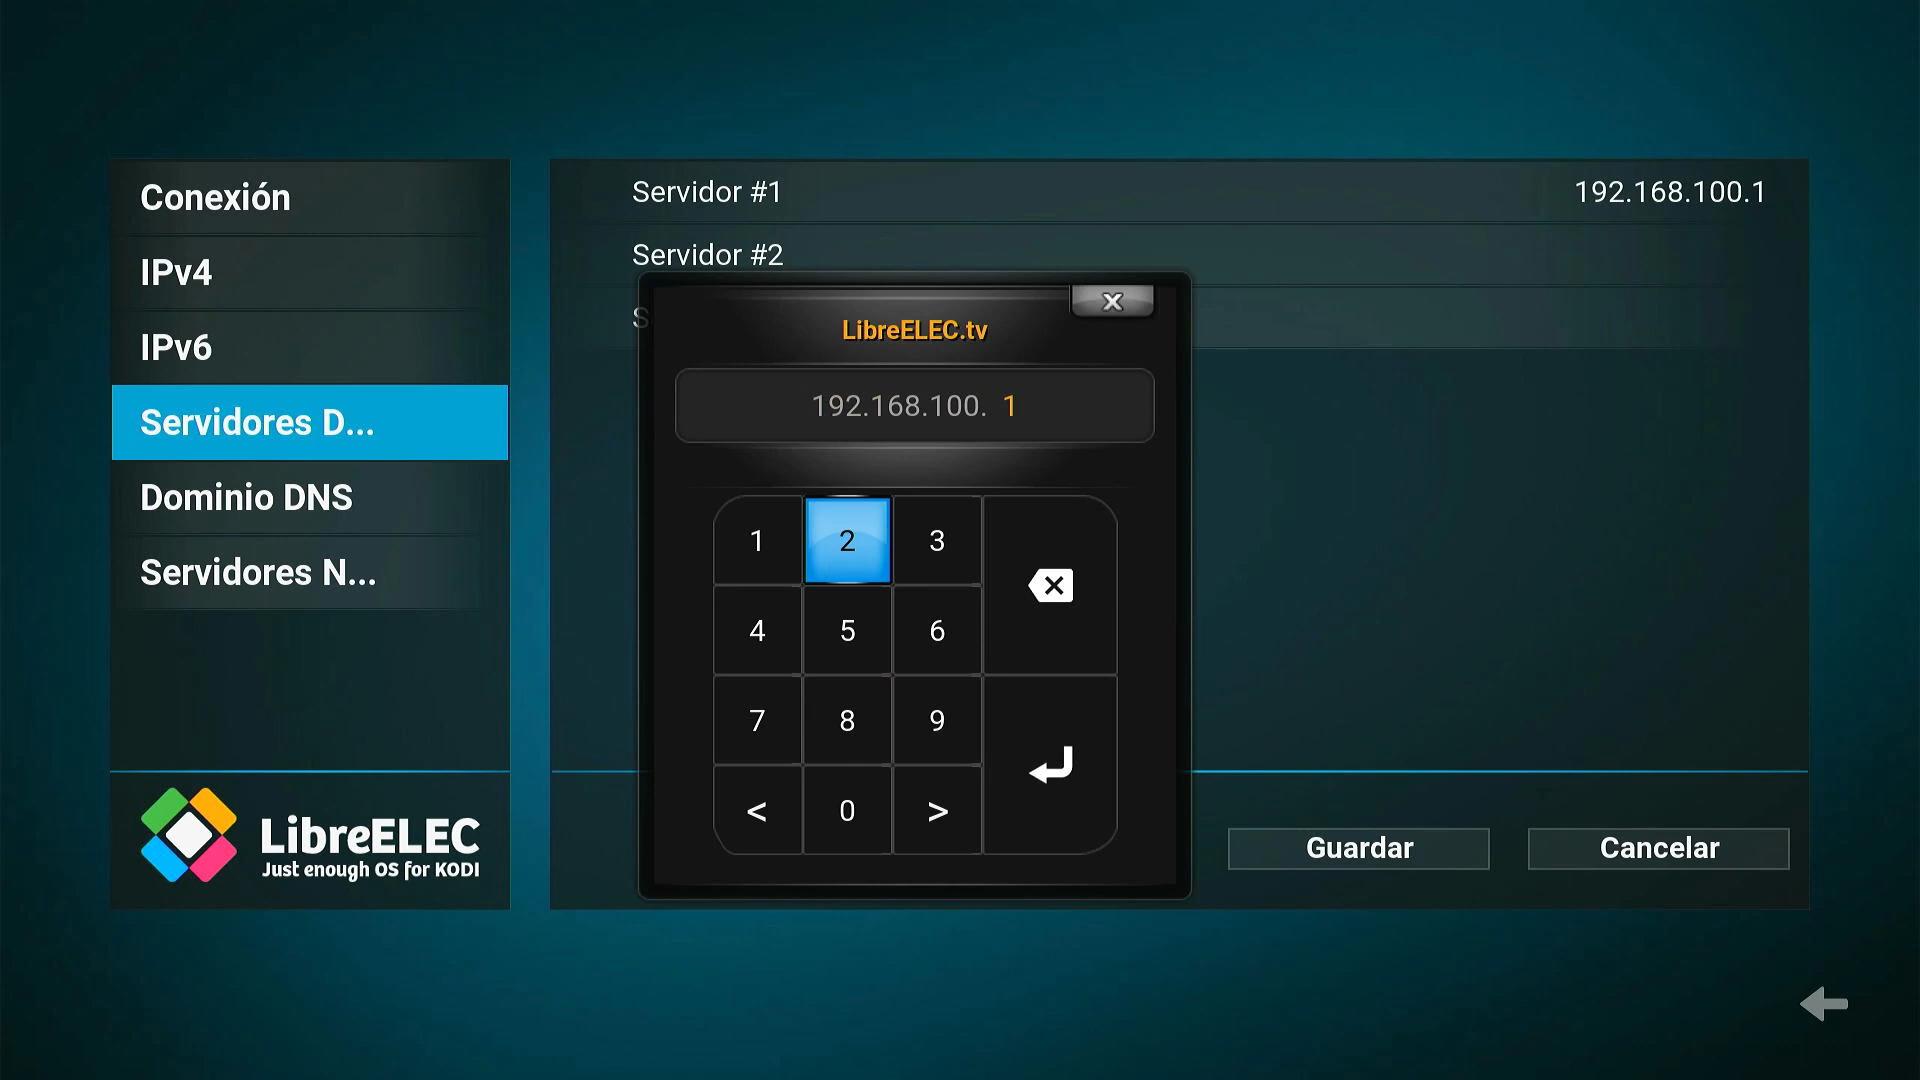 Conexión
IPv4
IPv6
Servidores D...
Dominio DNS
Servidores N...
LibreELEC
Just enough OS for KODI
Servidor #1 192.168.100.1
Servidor #2
S
LibreELEC.tv
192.168.100. 1
1 2 3
4 5 6
7 8 9
< 0 >
Guardar Cancelar